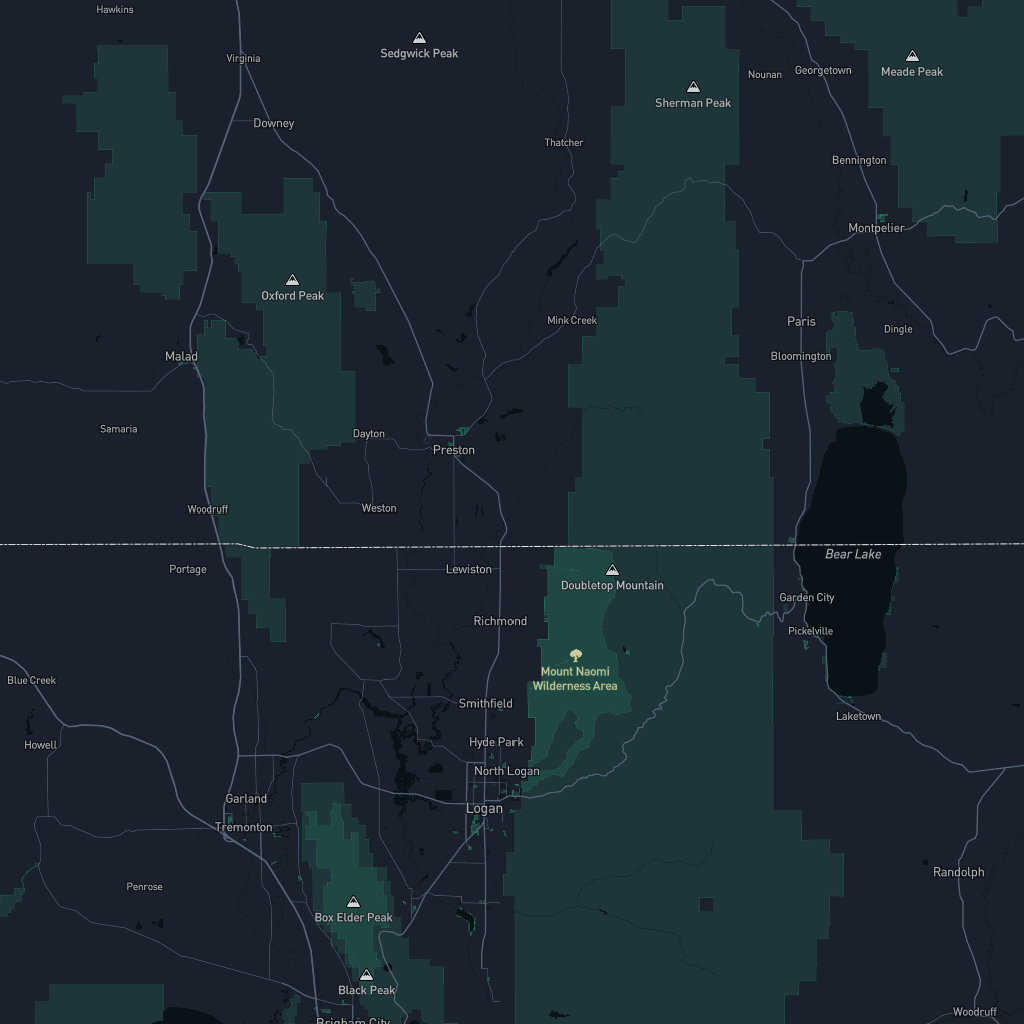 Hawkins
Sedgwick Peak
Virginia
Meade Peak
Georgetown
Nounan
Sherman Peak
Downey
Thatcher
Bennington
Montpelier
Oxford Peak
Mink Creek
Paris
Dingle
Malad
Bloomington
Samaria
Dayton
Preston
Woodruff
Weston
Bear Lake
Portage
Lewiston
Doubletop Mountain
Garden City
Richmond
Pickelville
Mount Naomi
Wilderness Area
Blue Creek
Smithfield
Laketown
Howell
Hyde Park
North Logan
Garland
Logan
Tremonton
Randolph
Penrose
Box Elder Peak
Black Peak
Woodruff
Brigham City